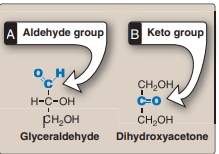 A Aldehyde group
B Keto group
O H
C
H-C-OH
CH₂OH
Glyceraldehyde
CH₂OH
C=O
CH₂OH
Dihydroxyacetone